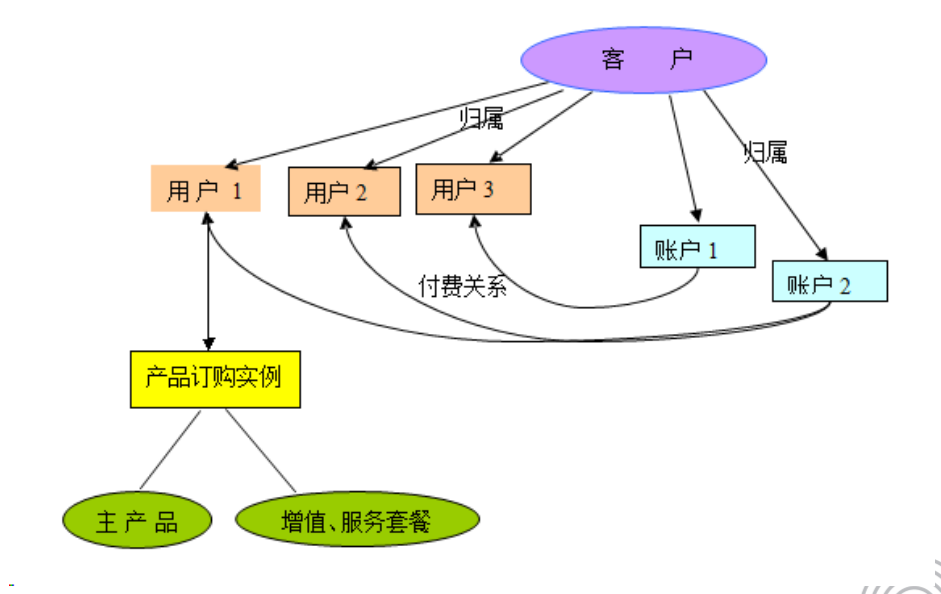 客 户
归属
归属
用户 1
用户 2
用户 3
账户 1
账户 2
付费关系
产品订购实例
主产品
增值、服务套餐